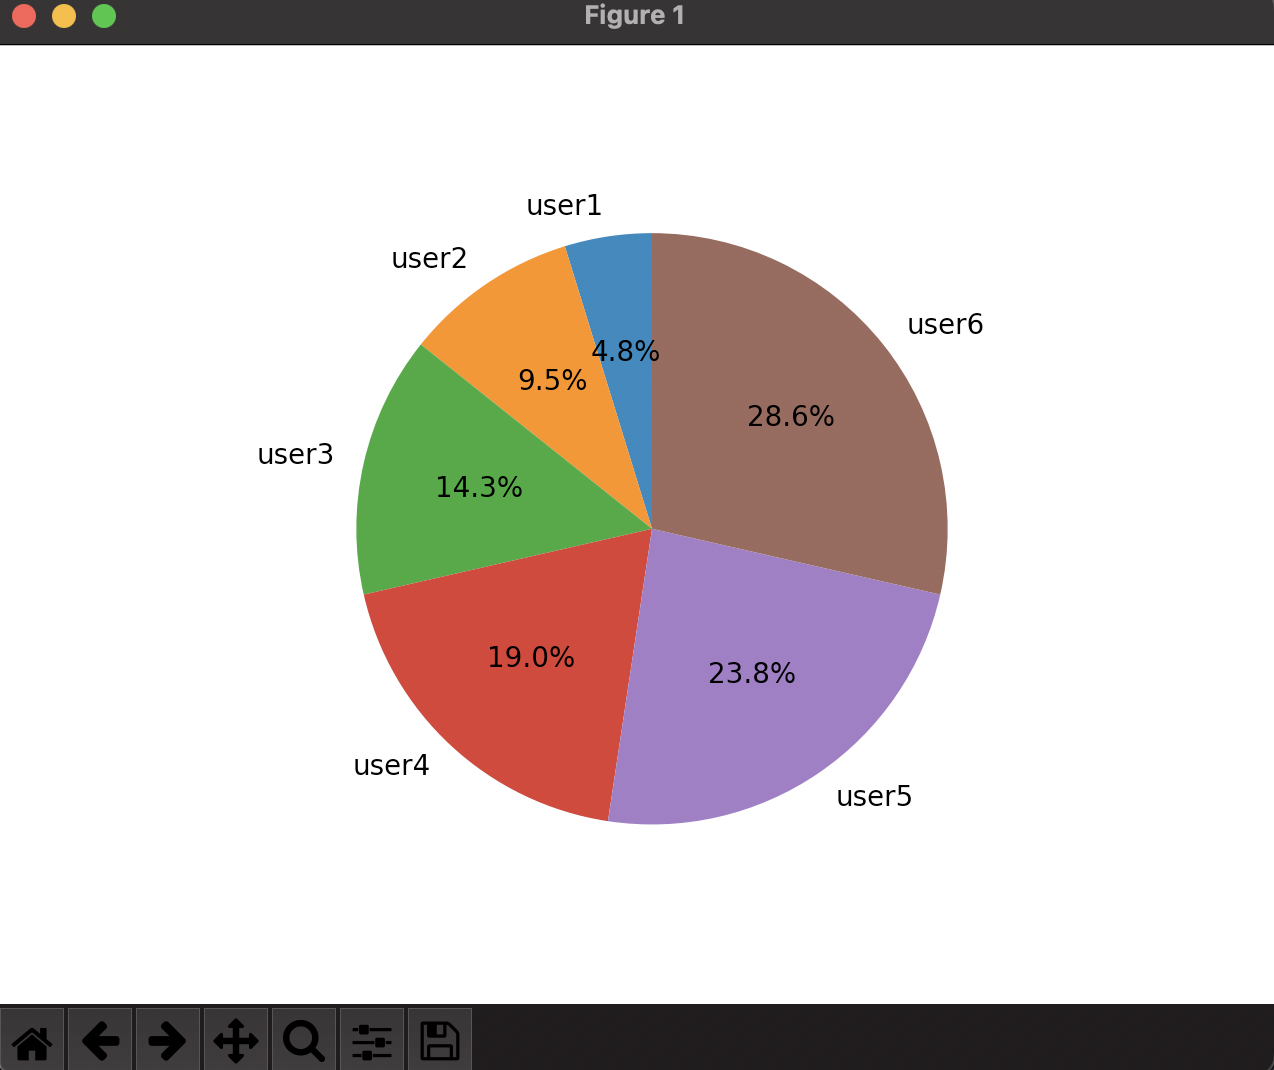 Figure 1
user1
user2
user6
4.8%
9.5%
28.6%
user3
14.3%
19.0%
23.8%
user4
user5